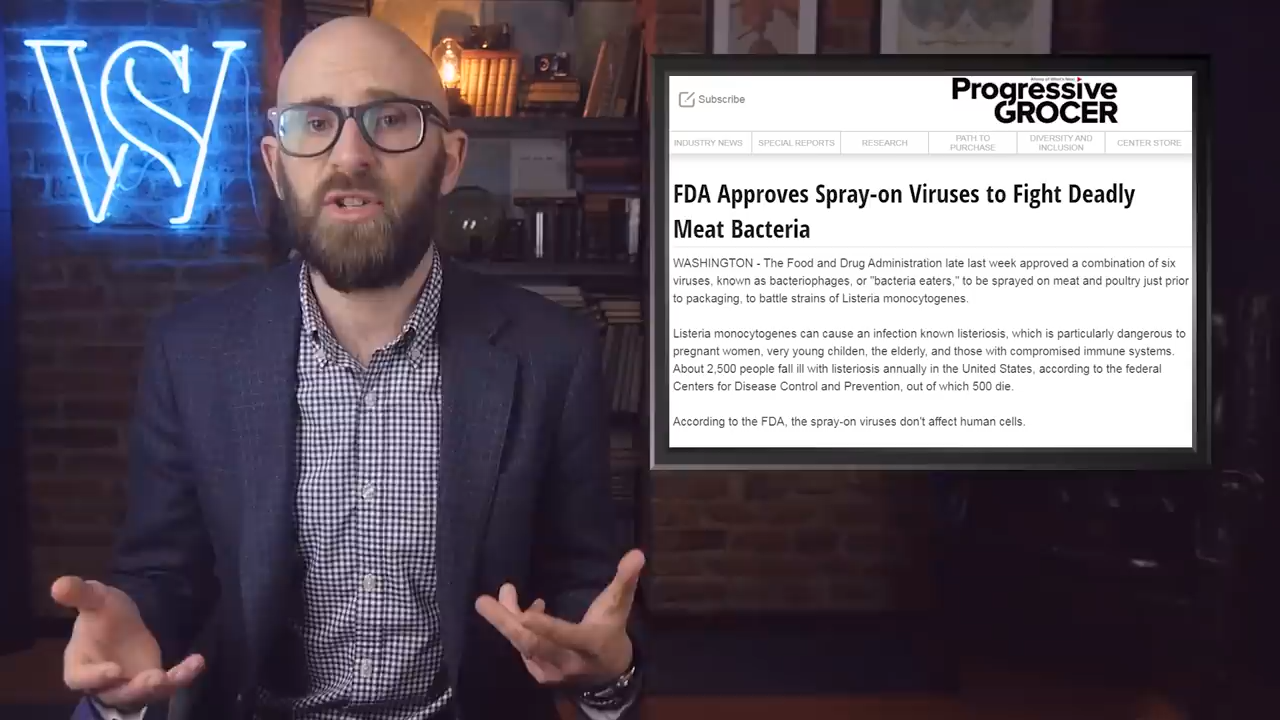 WS
Subscribe
Progressive
GROCER
INDUSTRY NEWS
SPECIAL REPORTS
RESEARCH
PATH TO
PURCHASE
DIVERSITY AND
INCLUSION
CENTER STORE
FDA Approves Spray-on Viruses to Fight Deadly
Meat Bacteria
WASHINGTON - The Food and Drug Administration late last week approved a combination of six
viruses, known as bacteriophages, or "bacteria eaters," to be sprayed on meat and poultry just prior
to packaging, to battle strains of Listeria monocytogenes.
Listeria monocytogenes can cause an infection known listeriosis, which is particularly dangerous to
pregnant women, very young childen, the elderly, and those with compromised immune systems.
About 2,500 people fall ill with listeriosis annually in the United States, according to the federal
Centers for Disease Control and Prevention, out of which 500 die.
According to the FDA, the spray-on viruses don't affect human cells.